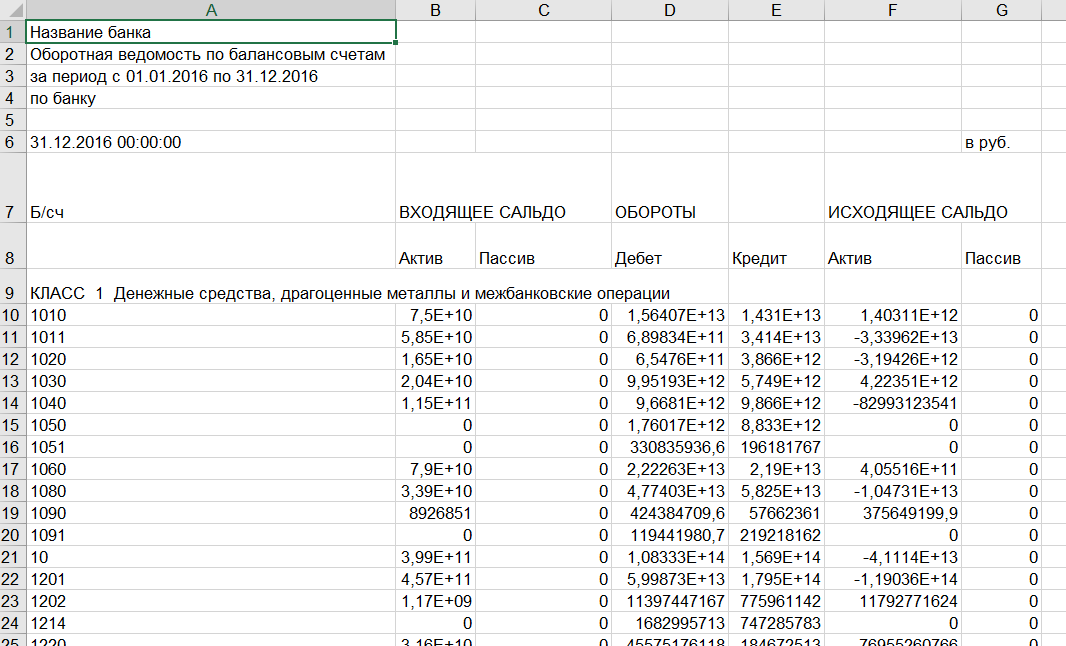 A B C D E F G
1 Название банка
2 Оборотная ведомость по балансовым счетам
3 за период с 01.01.2016 по 31.12.2016
4 по банку
5
6 31.12.2016 00:00:00 в руб.
7 Б/сч ВХОДЯЩЕЕ САЛЬДО ОБОРОТЫ ИСХОДЯЩЕЕ САЛЬДО
8 Актив Пассив Дебет Кредит Актив Пассив
9 КЛАСС 1 Денежные средства, драгоценные металлы и межбанковские операции
10 1010 7,5E+10 0 1,56407E+13 1,431E+13 1,40311E+12 0
11 1011 5,85E+10 0 6,89834E+11 3,414E+13 -3,33962E+13 0
12 1020 1,65E+10 0 6,5476E+11 3,866E+12 -3,19426E+12 0
13 1030 2,04E+10 0 9,95193E+12 5,749E+12 4,22351E+12 0
14 1040 1,15E+11 0 9,6681E+12 9,866E+12 -82993123541 0
15 1050 0 0 1,76017E+12 8,833E+12 0 0
16 1051 0 0 330835936,6 196181767 0 0
17 1060 7,9E+10 0 2,22263E+13 2,19E+13 4,05516E+11 0
18 1080 3,39E+10 0 4,77403E+13 5,825E+13 -1,04731E+13 0
19 1090 8926851 0 424384709,6 57662361 375649199,9 0
20 1091 0 0 119441980,7 219218162 0 0
21 10 3,99E+11 0 1,08333E+14 1,569E+14 -4,1114E+13 0
22 1201 4,57E+11 0 5,99873E+13 1,795E+14 -1,19036E+14 0
23 1202 1,17E+09 0 11397447167 775961142 11792771624 0
24 1214 0 0 1682995713 747285783 0 0
25 1220 3,16E+10 0 45575176118 184672513 76955260766 0